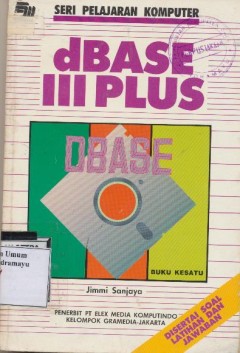 SERI PELAJARAN KOMPUTER
dBASE
III PLUS
DBASE
BUKU KESATU
Jimmi Sanjaya
Umum
dramayu
PENERBIT PT ELEX MEDIA KOMPUTINDO
KELOMPOK GRAMEDIA-JAKARTA
DISERTAI SOAL
LATIHAN DAN
JAWABAN